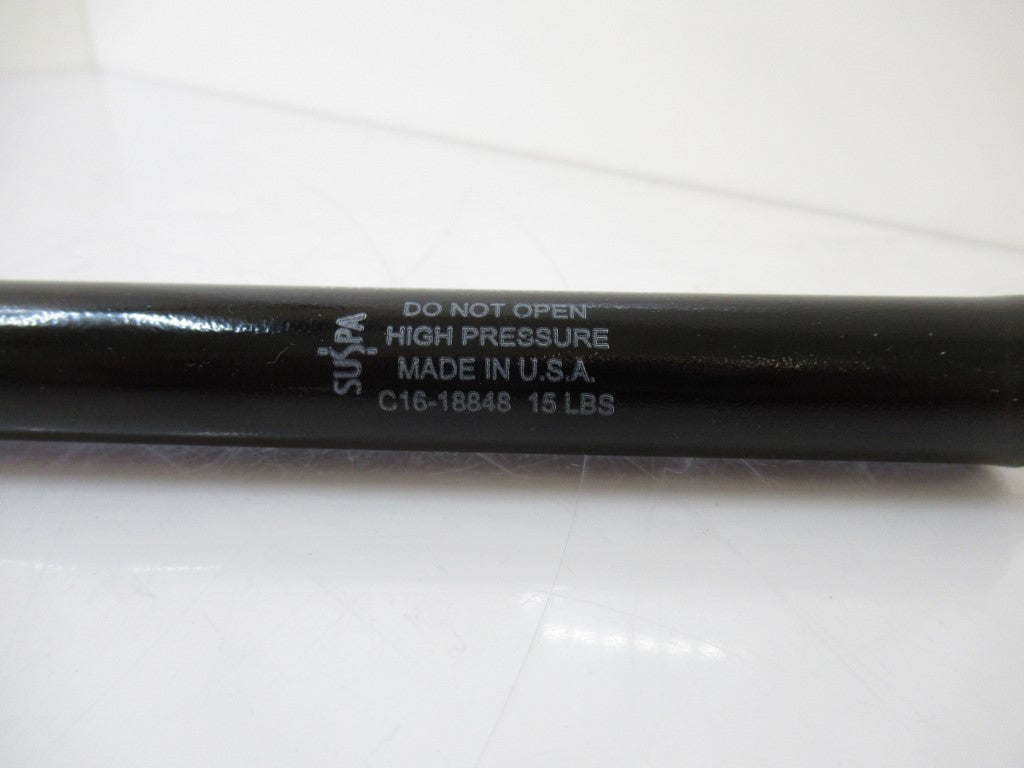 SUSPA
DO NOT OPEN
HIGH PRESSURE
MADE IN U.S.A.
C16-18848 15 LBS